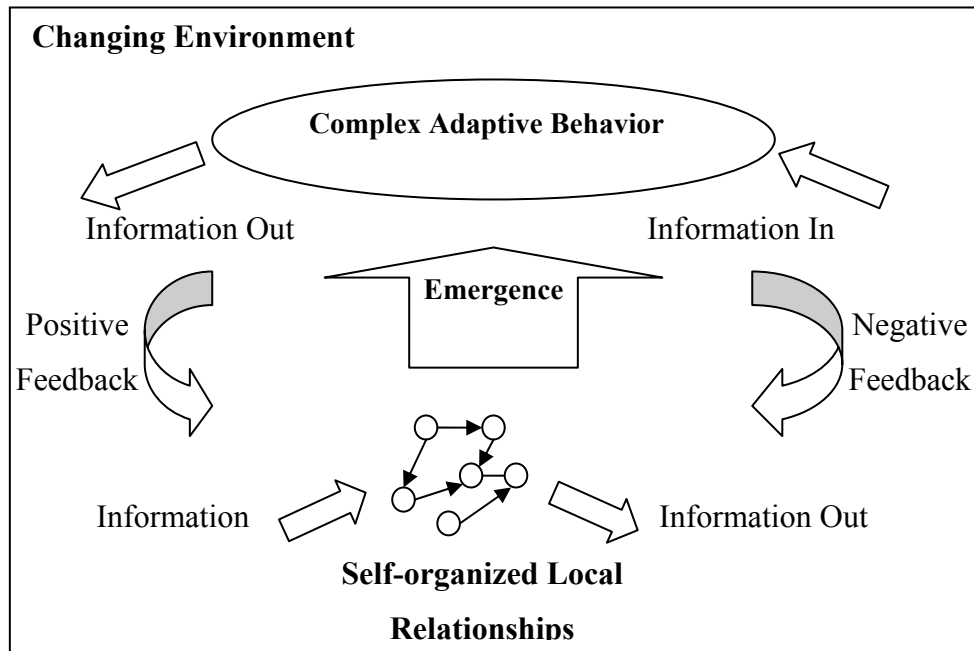 Changing Environment
Complex Adaptive Behavior
Information Out
Information In
Emergence
Positive
Feedback
Negative
Feedback
Information
Information Out
Self-organized Local
Relationships